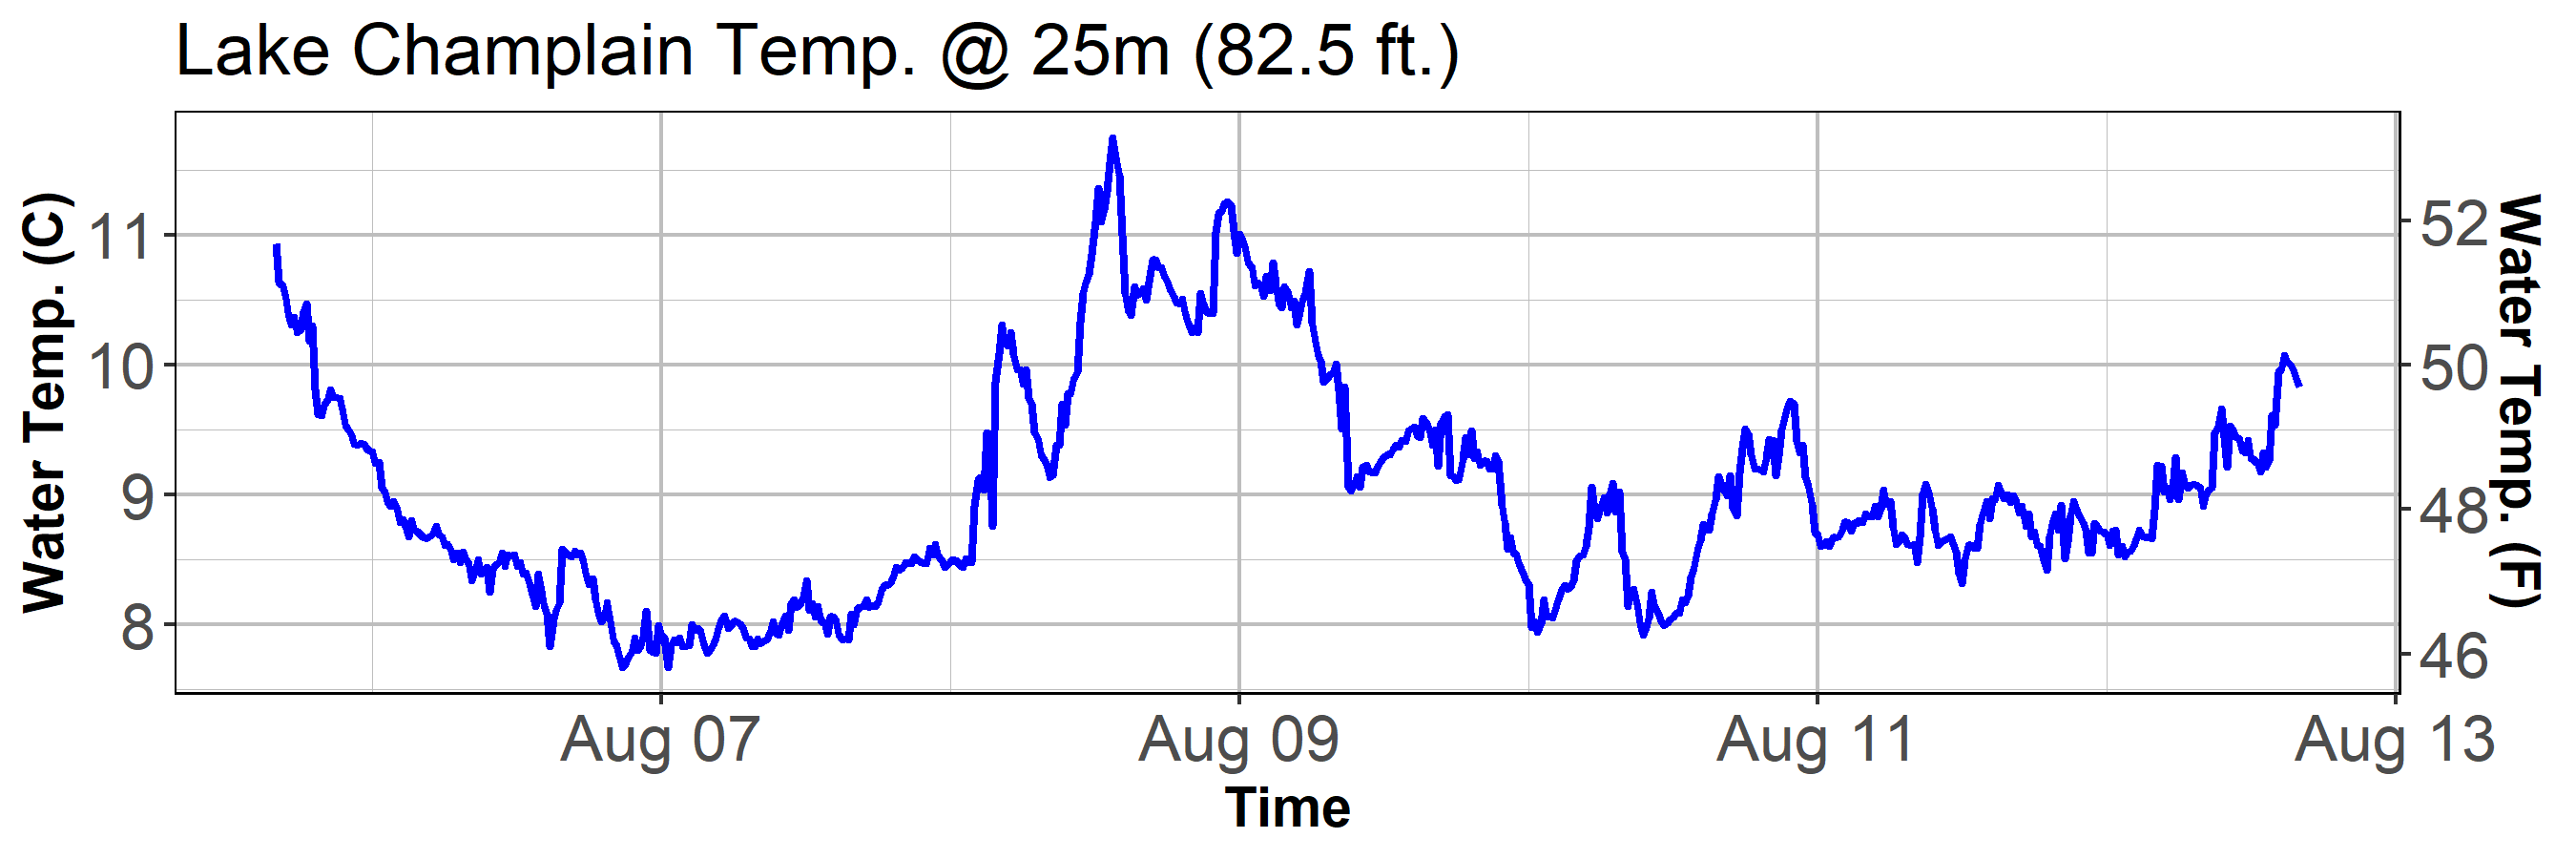 Lake Champlain Temp. @ 25m (82.5 ft.)
Water Temp. (C)
11
10
9
8
52
50
48
46
Water Temp. (F)
Aug 07 Aug 09 Aug 11 Aug 13
Time